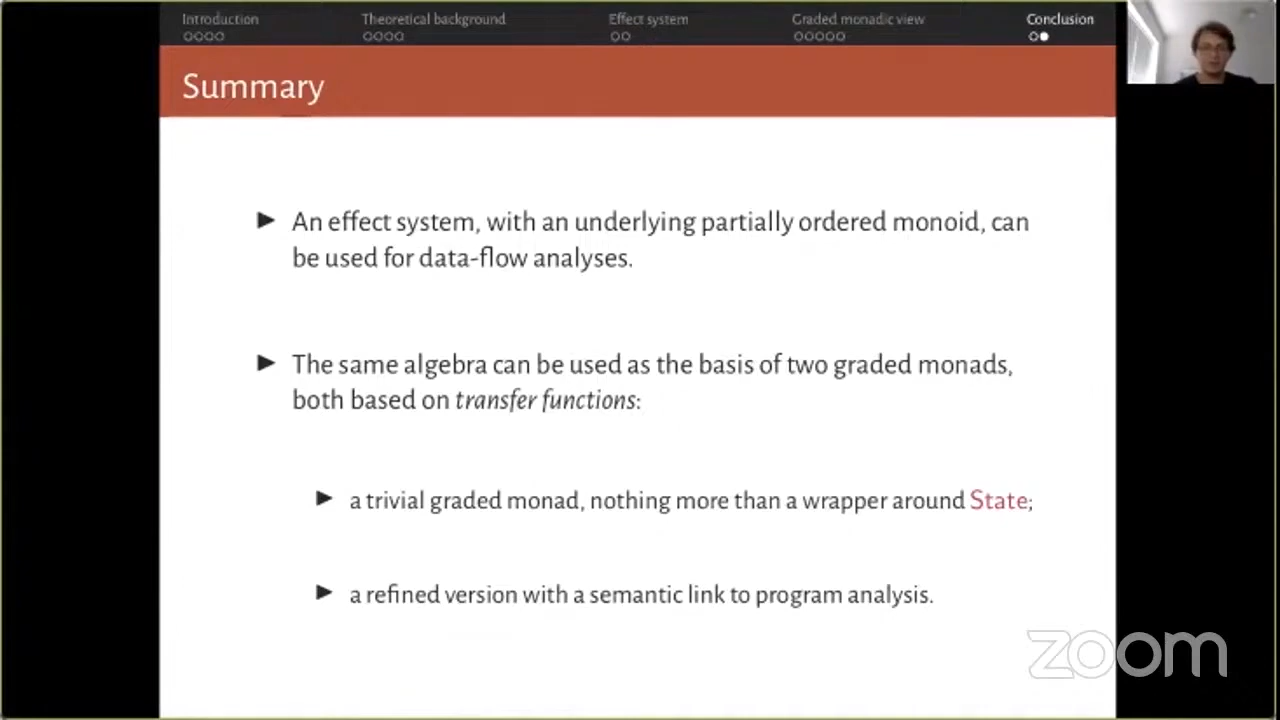 Introduction Theoretical background Effect system Graded monadic view Conclusion
Summary
An effect system, with an underlying partially ordered monoid, can
be used for data-flow analyses.
The same algebra can be used as the basis of two graded monads,
both based on transfer functions:
a trivial graded monad, nothing more than a wrapper around State;
a refined version with a semantic link to program analysis.
zoom